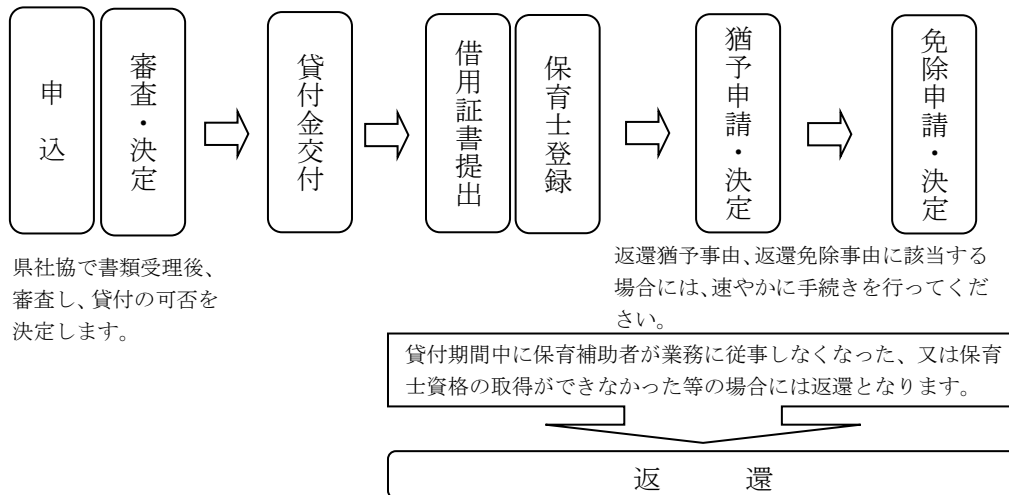 申込
審査・決定
貸付金交付
借用証書提出
保育士登録
猶予申請・決定
免除申請・決定
県社協で書類受理後、
審査し、貸付の可否を
決定します。
返還猶予事由、返還免除事由に該当する
場合には、速やかに手続きを行ってくだ
さい。
貸付期間中に保育補助者が業務に従事しなくなった、又は保育
士資格の取得ができなかった等の場合には返還となります。
返　還